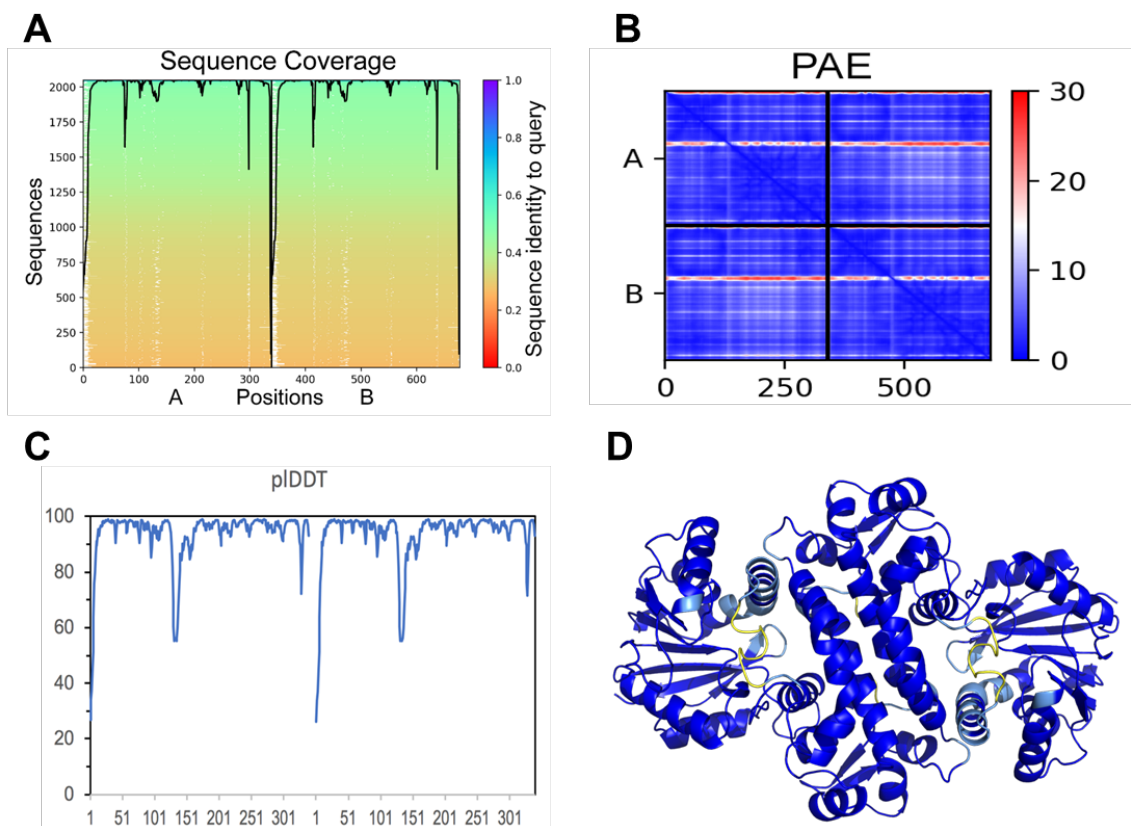 A
Sequence Coverage
2000
1750
1500
1250
1000
750
500
250
0
Sequences
0 100 200 300 400 500 600
A Positions B
1.0
0.8
0.6
0.4
0.2
0.0
Sequence identity to query
B
PAE
A
B
0 250 500
30
20
10
0
C
plDDT
100
80
60
40
20
0
1 51 101 151 201 251 301 1 51 101 151 201 251 301
D